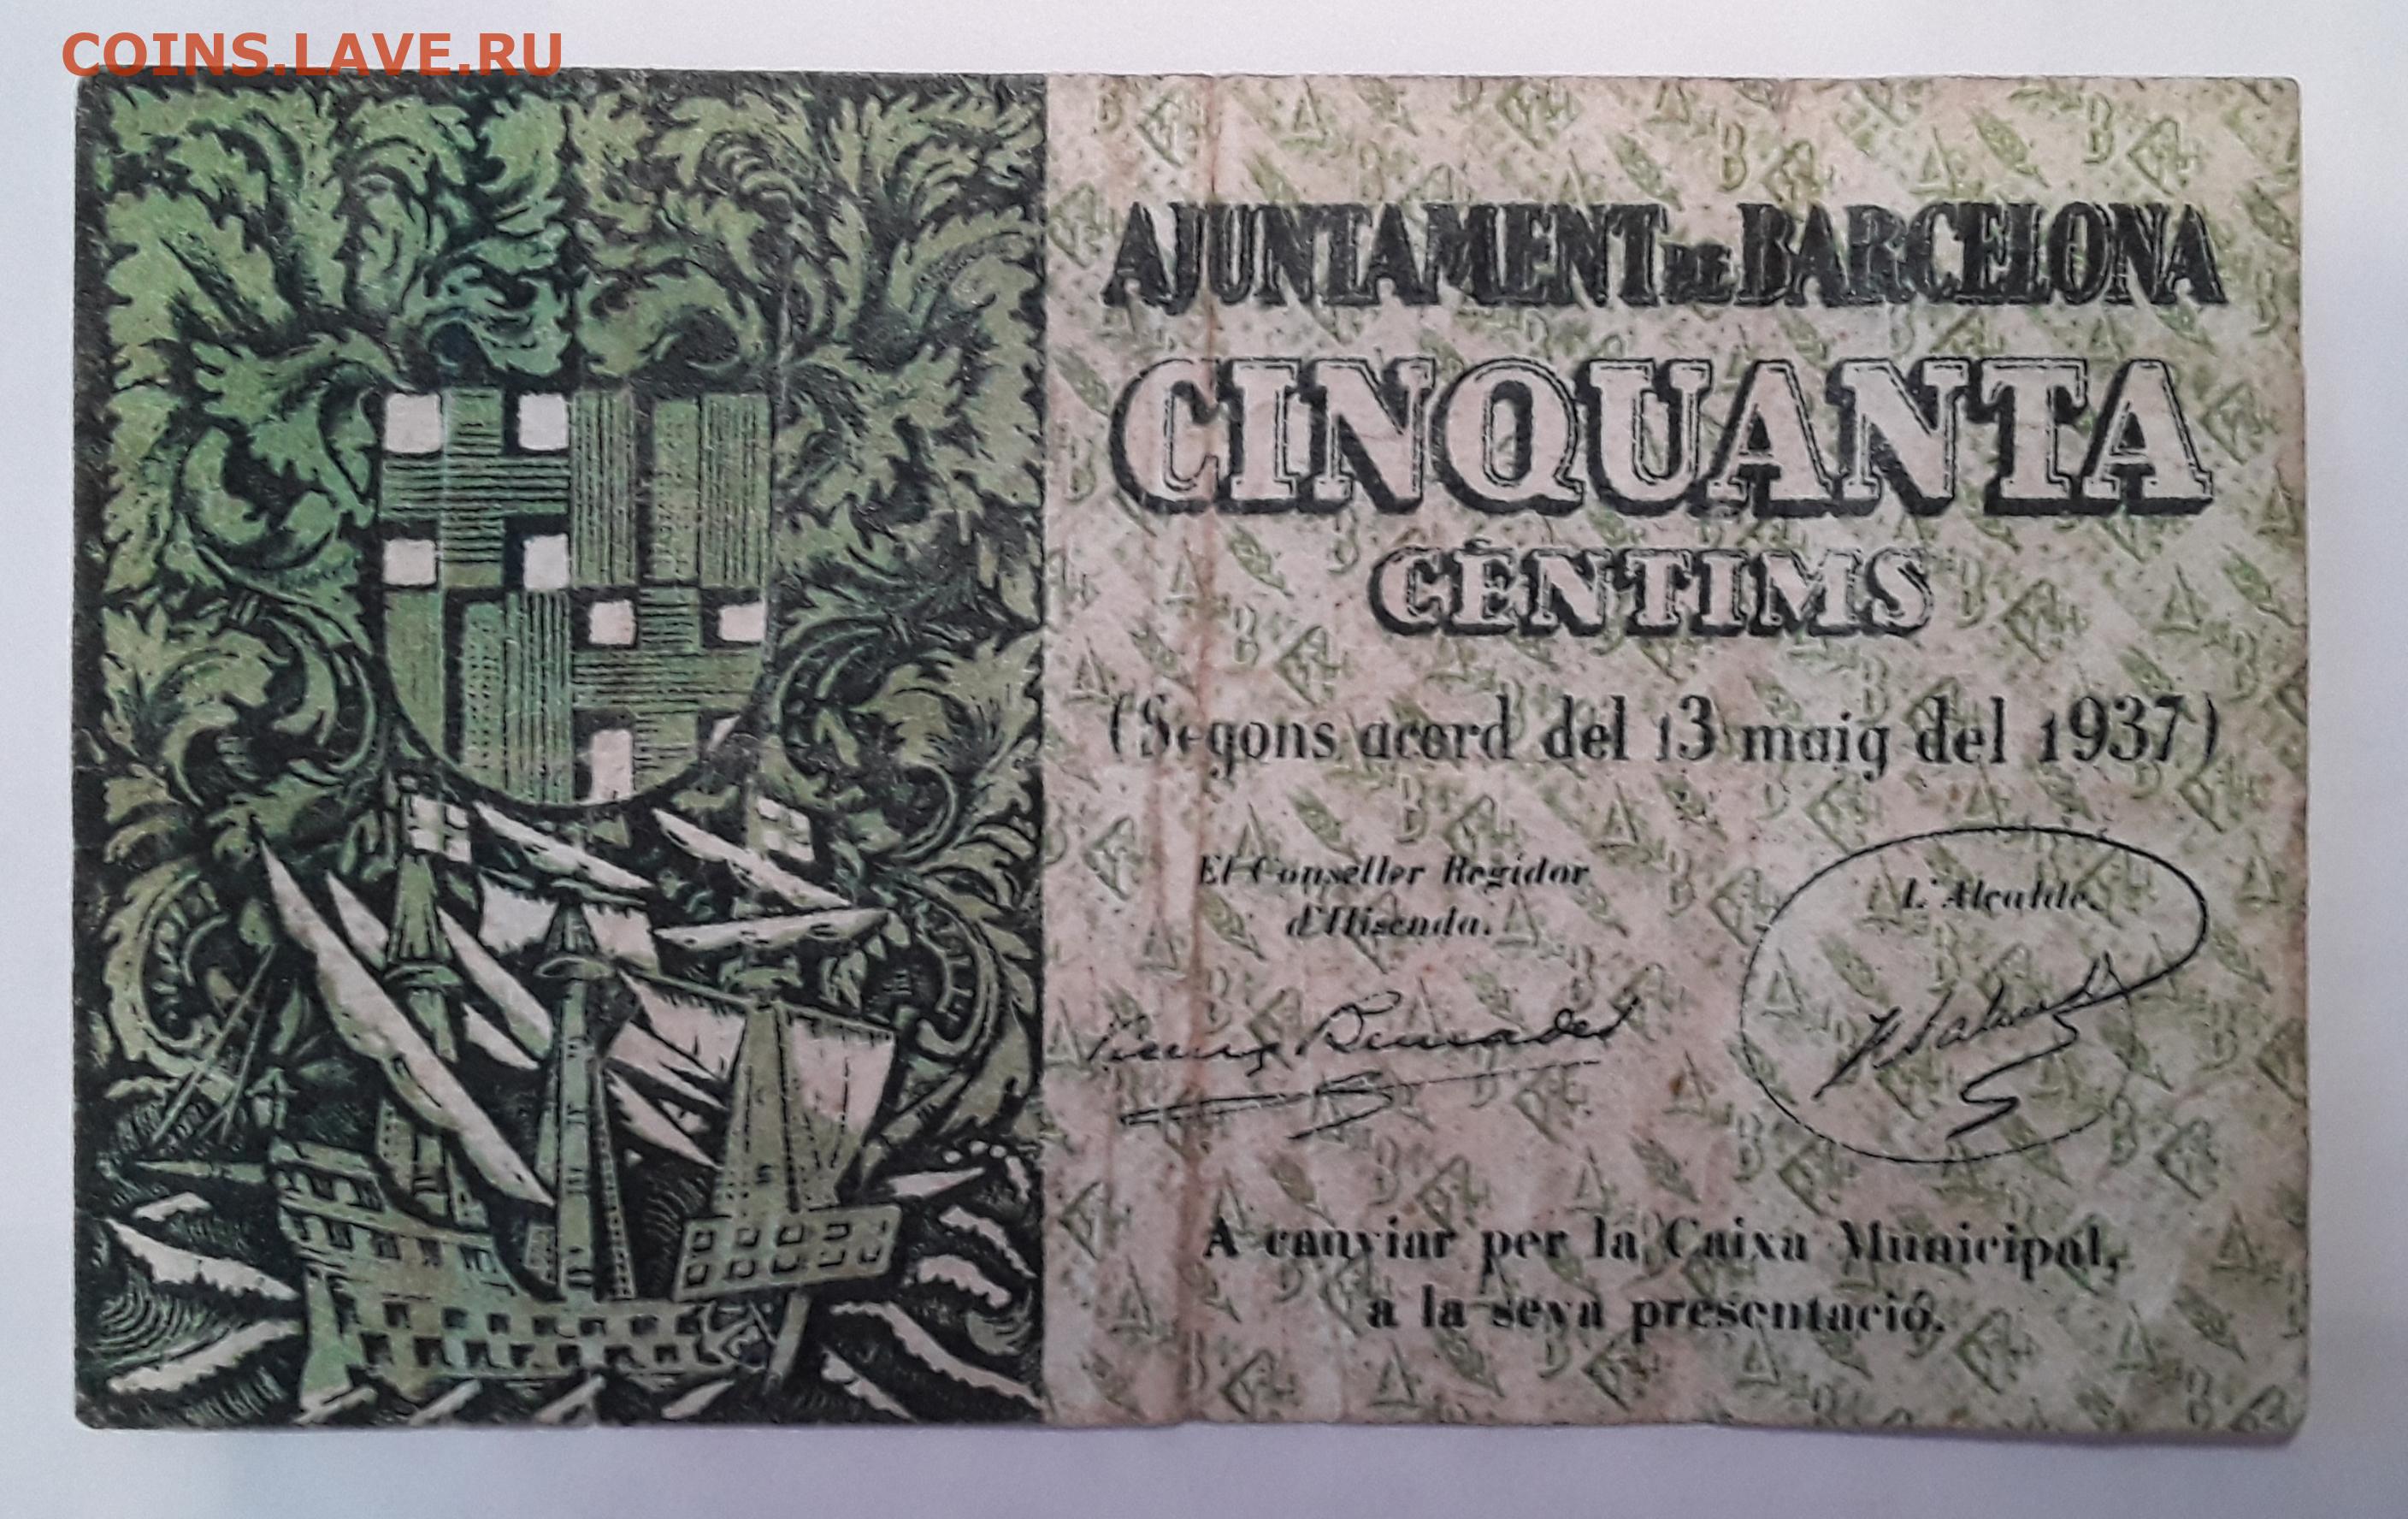 COINS.LAVE.RU
AJUNTAMENT DE BARCELONA
CINQUANTA
CÈNTIMS
(Segons acord del 13 maig del 1937)
El Conseller Regidor
d'Hisenda.
L'Alcalde.
A canviar per la Caixa Municipal,
a la seva presentació.